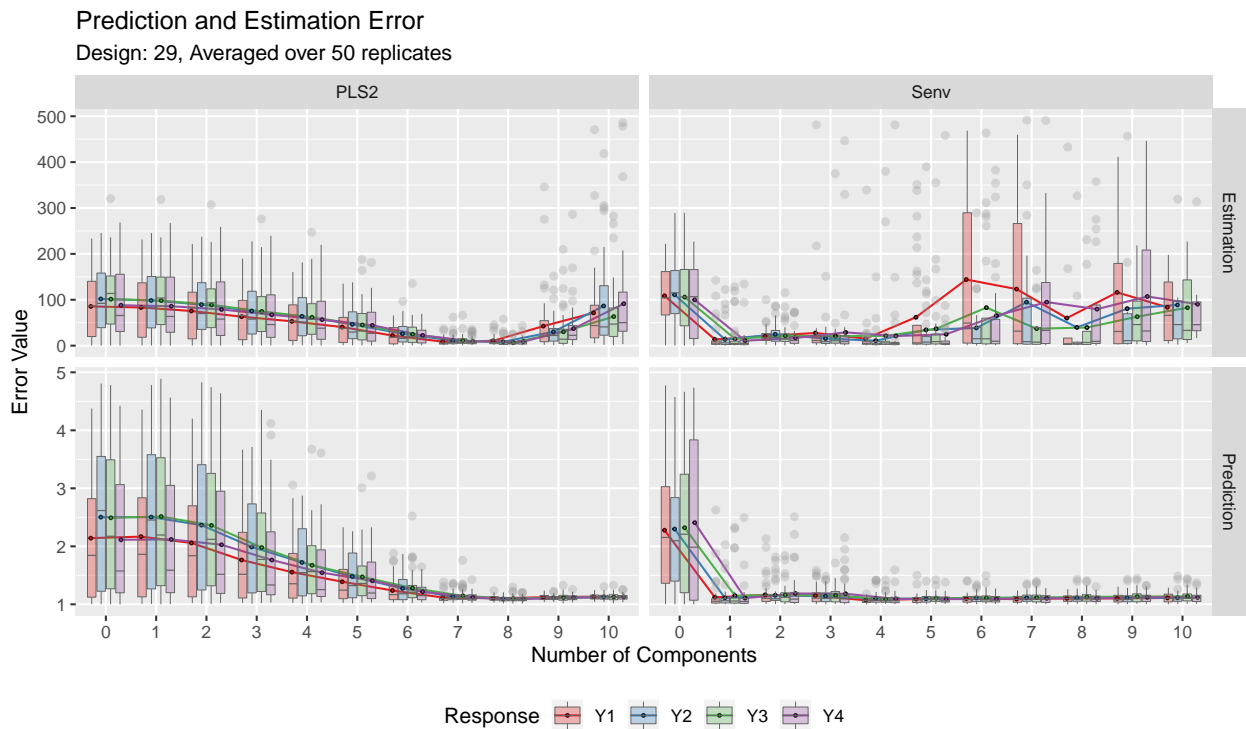 Prediction and Estimation Error
Design: 29, Averaged over 50 replicates
PLS2 Senv
Error Value
500
400
300
200
100
0
Estimation
5
4
3
2
1
Prediction
0 1 2 3 4 5 6 7 8 9 10 0 1 2 3 4 5 6 7 8 9 10
Number of Components
Response Y1 Y2 Y3 Y4